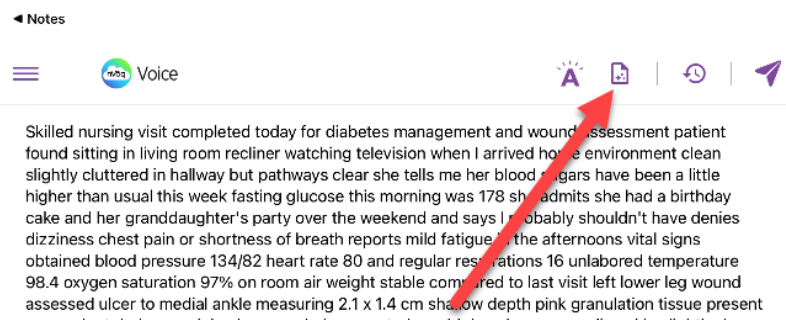 ◄ Notes
nVoq Voice
A
Skilled nursing visit completed today for diabetes management and wound assessment patient
found sitting in living room recliner watching television when I arrived home environment clean
slightly cluttered in hallway but pathways clear she tells me her blood sugars have been a little
higher than usual this week fasting glucose this morning was 178 she admits she had a birthday
cake and her granddaughter's party over the weekend and says I probably shouldn't have denies
dizziness chest pain or shortness of breath reports mild fatigue in the afternoons vital signs
obtained blood pressure 134/82 heart rate 80 and regular respirations 16 unlabored temperature
98.4 oxygen saturation 97% on room air weight stable compared to last visit left lower leg wound
assessed ulcer to medial ankle measuring 2.1 x 1.4 cm shallow depth pink granulation tissue present